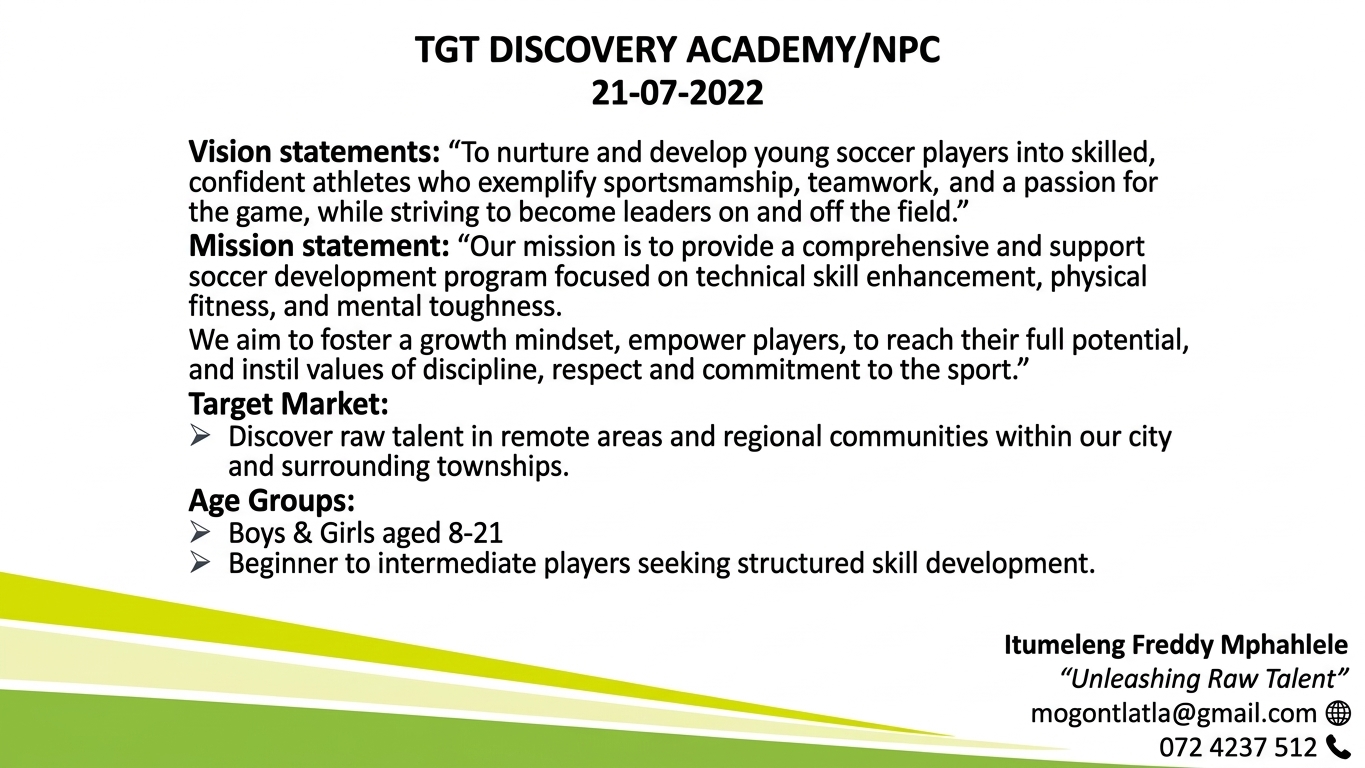 TGT DISCOVERY ACADEMY/NPC
21-07-2022
Vision statements: “To nurture and develop young soccer players into skilled,
confident athletes who exemplify sportsmamship, teamwork, and a passion for
the game, while striving to become leaders on and off the field.”
Mission statement: “Our mission is to provide a comprehensive and support
soccer development program focused on technical skill enhancement, physical
fitness, and mental toughness.
We aim to foster a growth mindset, empower players, to reach their full potential,
and instil values of discipline, respect and commitment to the sport.”
Target Market:
➢ Discover raw talent in remote areas and regional communities within our city
and surrounding townships.
Age Groups:
➢ Boys & Girls aged 8-21
➢ Beginner to intermediate players seeking structured skill development.
Itumeleng Freddy Mphahlele
“Unleashing Raw Talent”
mogontlatla@gmail.com
072 4237 512